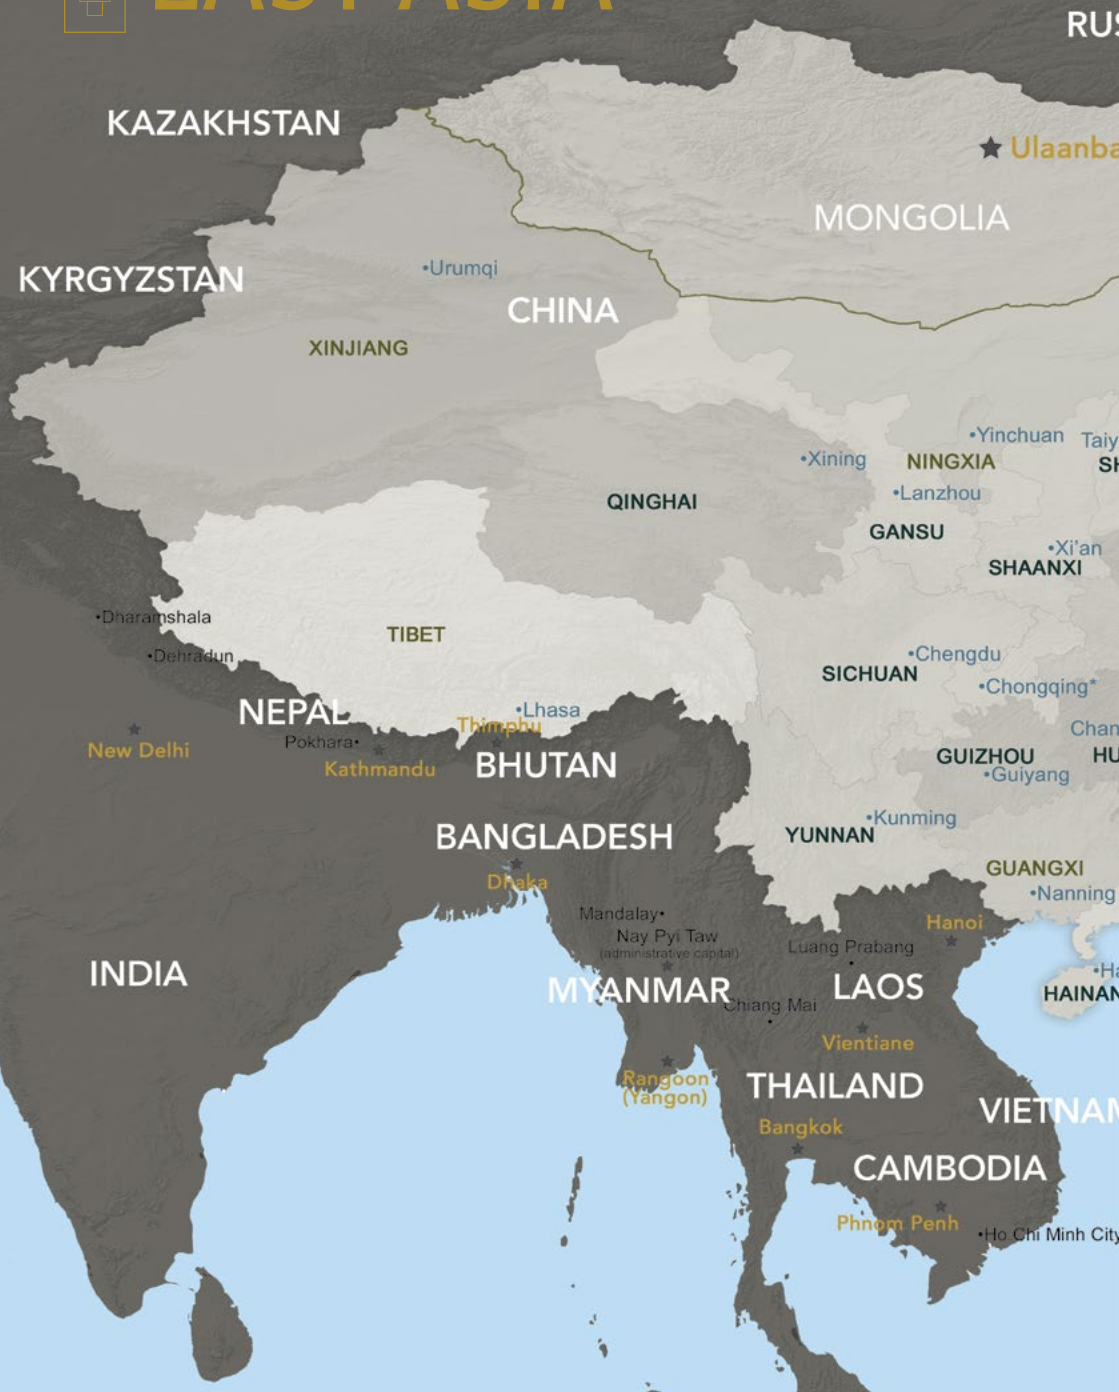 EAST ASIA
KAZAKHSTAN
MONGOLIA
KYRGYZSTAN
•Urumqi
CHINA
XINJIANG
•Yinchuan
•Xining
NINGXIA
•Lanzhou
QINGHAI
GANSU
•Xi'an
SHAANXI
•Dharamshala
TIBET
•Dehradun
•Chengdu
SICHUAN
•Chongqing*
NEPAL
•Lhasa
Thimphu
Pokhara•
New Delhi
Kathmandu
BHUTAN
GUIZHOU
•Guiyang
•Kunming
YUNNAN
BANGLADESH
GUANGXI
Dhaka
•Nanning
Mandalay•
Hanoi
Nay Pyi Taw
(administrative capital)
Luang Prabang
INDIA
MYANMAR
LAOS
HAINAN
Chiang Mai
Vientiane
Rangoon
(Yangon)
THAILAND
VIETNAM
Bangkok
CAMBODIA
Phnom Penh
•Ho Chi Minh City